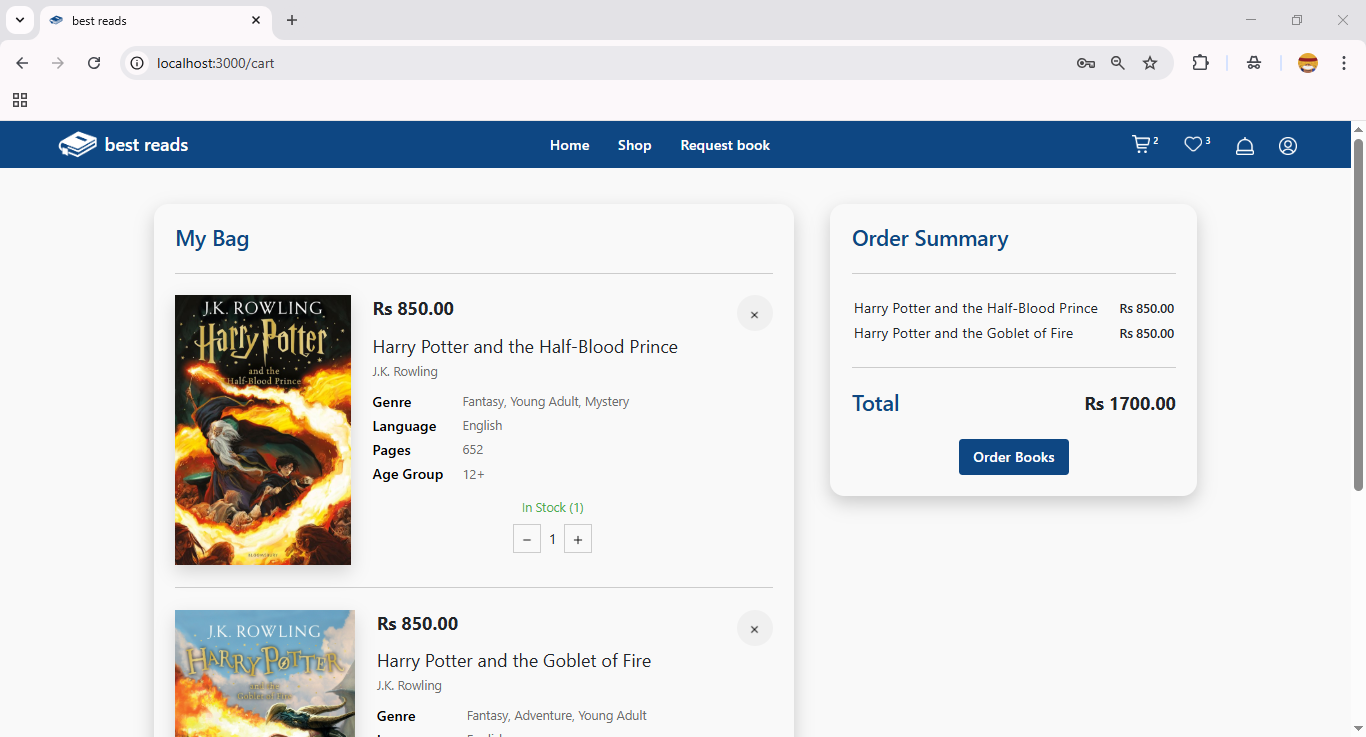 best reads
localhost:3000/cart
best reads
Home
Shop
Request book
2
3
My Bag
J.K. ROWLING
Harry Potter
and the
Half-Blood Prince
BLOOMSBURY
Rs 850.00
×
Harry Potter and the Half-Blood Prince
J.K. Rowling
Genre Fantasy, Young Adult, Mystery
Language English
Pages 652
Age Group 12+
In Stock (1)
− 1 +
J.K. ROWLING
HARRY POTTER
and the
Goblet of Fire
Rs 850.00
×
Harry Potter and the Goblet of Fire
J.K. Rowling
Genre Fantasy, Adventure, Young Adult
Order Summary
Harry Potter and the Half-Blood Prince Rs 850.00
Harry Potter and the Goblet of Fire Rs 850.00
Total Rs 1700.00
Order Books